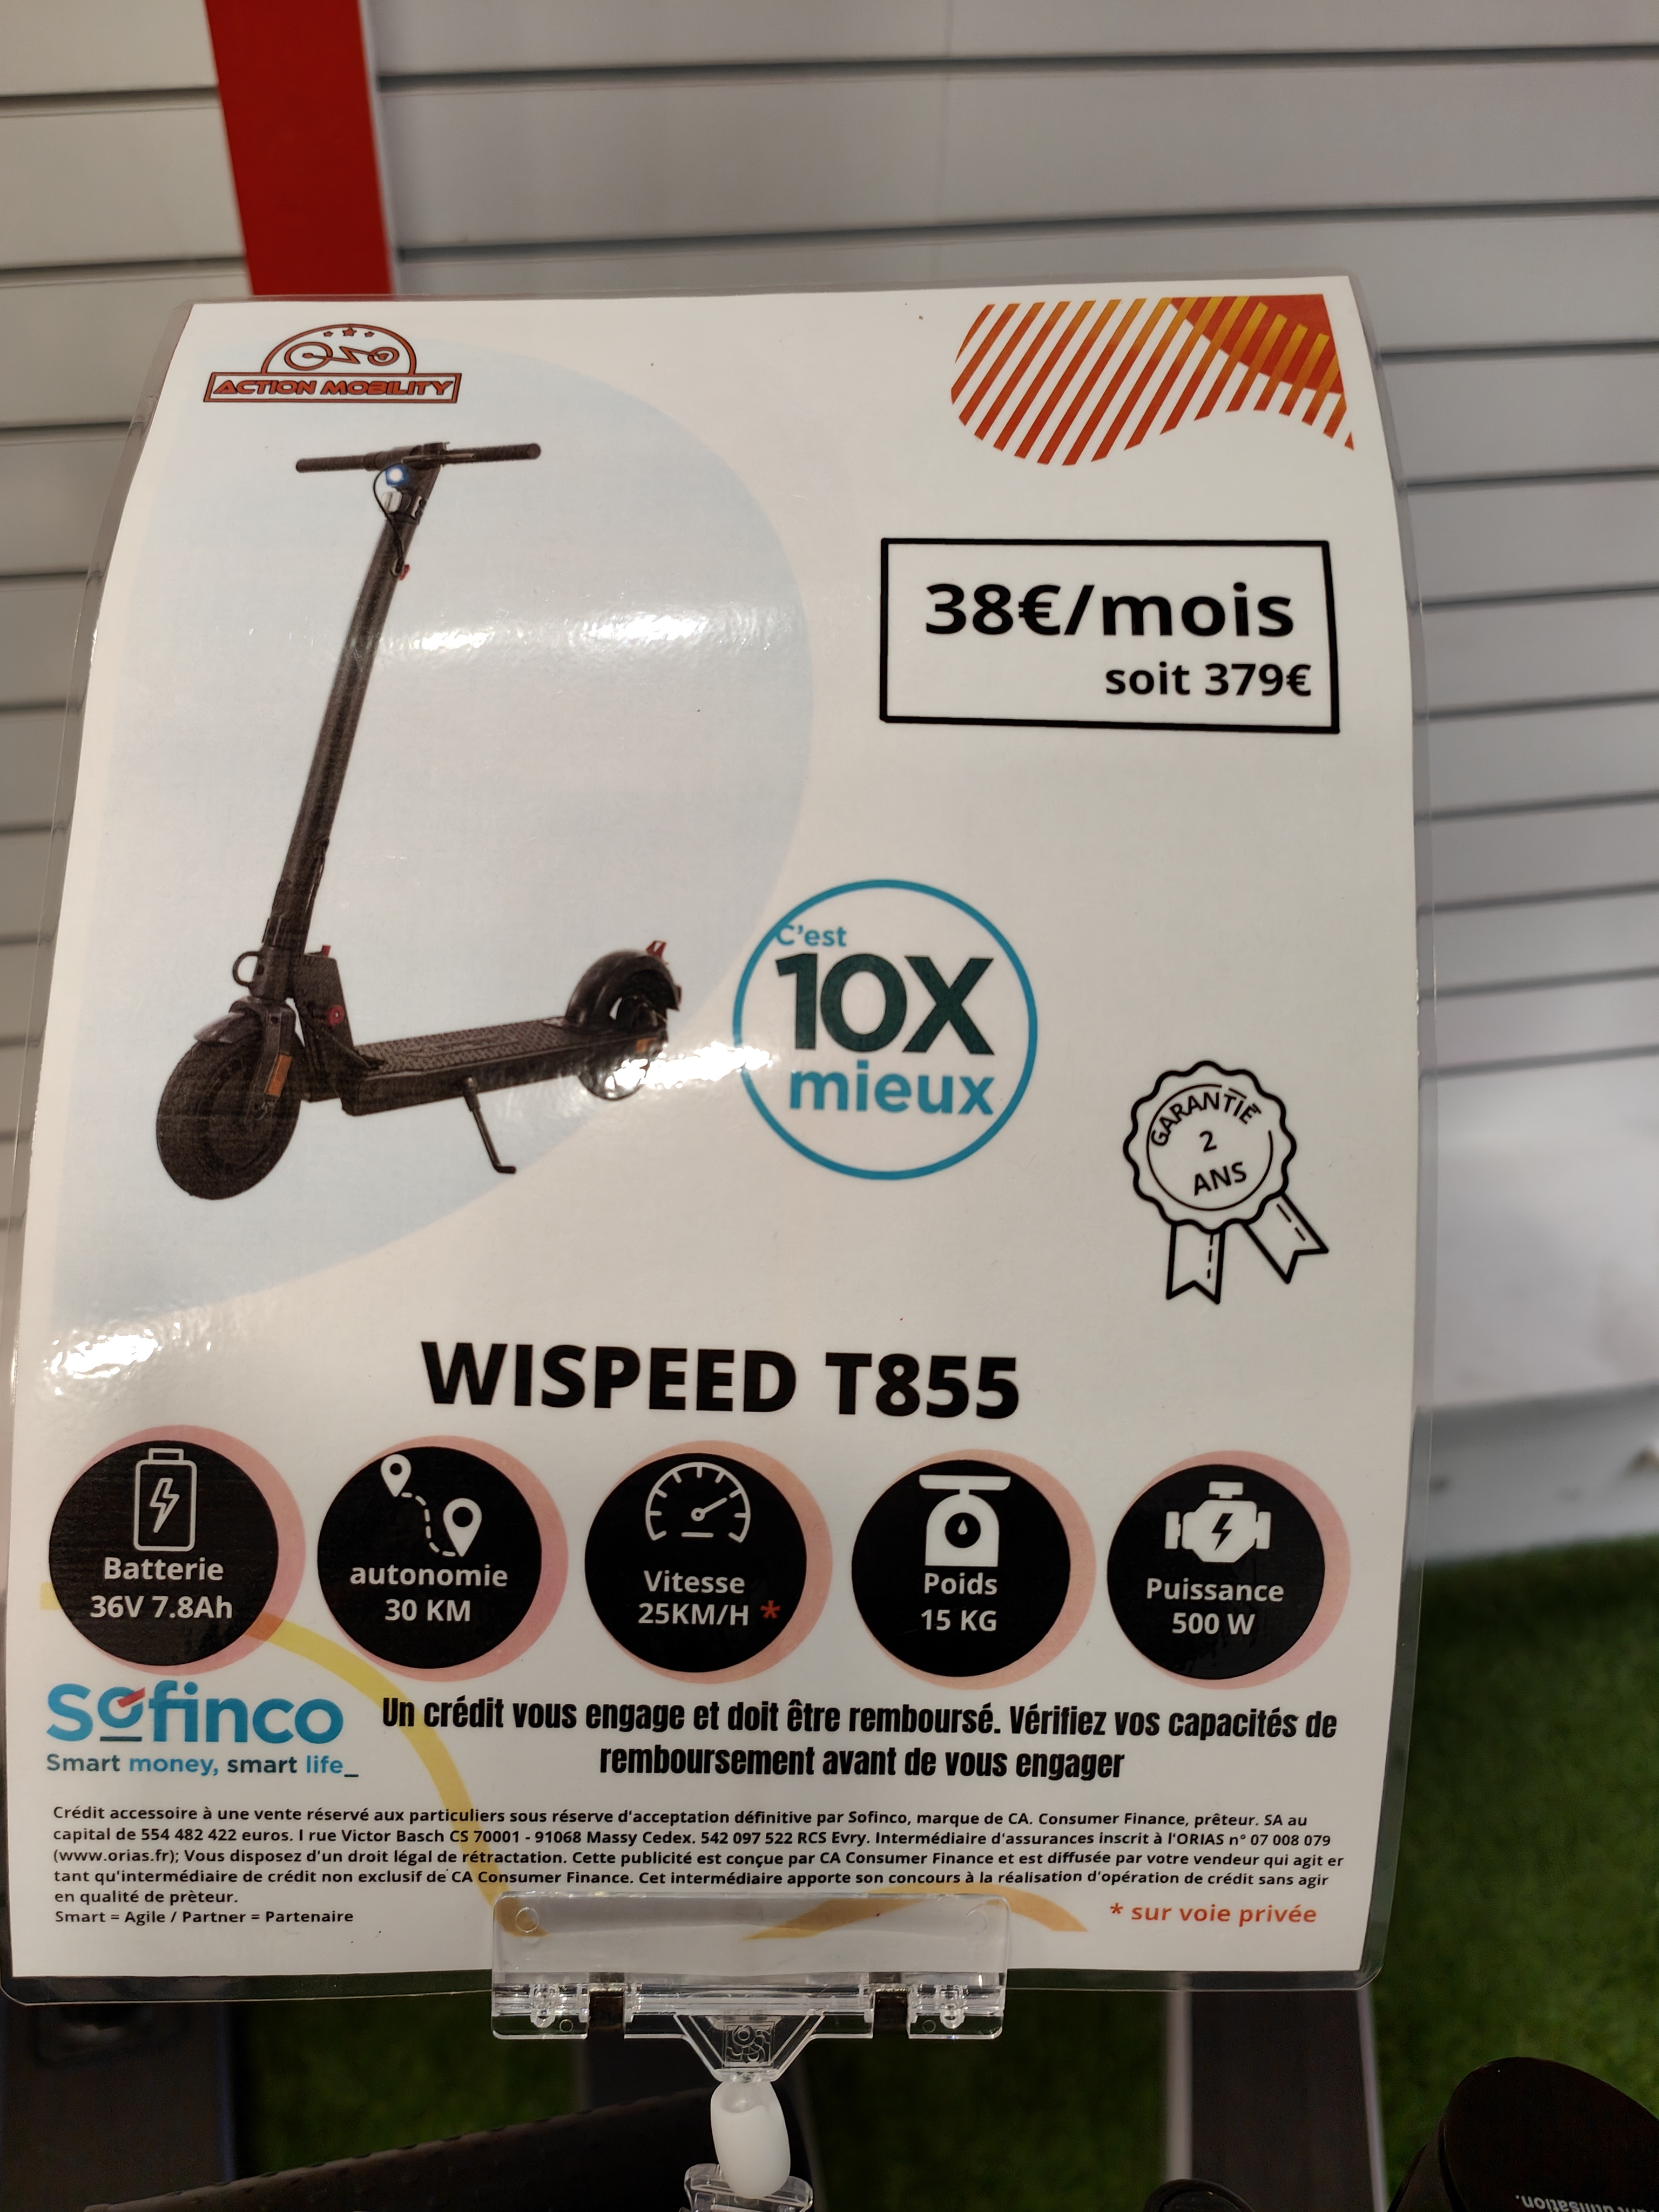 ACTION MOBILITY
38€/mois
soit 379€
C'est
10X
mieux
GARANTIE
2
ANS
WISPEED T855
Batterie
36V 7.8Ah
autonomie
30 KM
Vitesse
25KM/H *
Poids
15 KG
Puissance
500 W
Sofinco
Smart money, smart life_
Un crédit vous engage et doit être remboursé. Vérifiez vos capacités de
remboursement avant de vous engager
Crédit accessoire à une vente réservé aux particuliers sous réserve d'acceptation définitive par Sofinco, marque de CA. Consumer Finance, prêteur. SA au
capital de 554 482 422 euros. I rue Victor Basch CS 70001 - 91068 Massy Cedex. 542 097 522 RCS Evry. Intermédiaire d'assurances inscrit à l'ORIAS n° 07 008 079
(www.orias.fr); Vous disposez d'un droit légal de rétractation. Cette publicité est conçue par CA Consumer Finance et est diffusée par votre vendeur qui agit er
tant qu'intermédiaire de crédit non exclusif de CA Consumer Finance. Cet intermédiaire apporte son concours à la réalisation d'opération de crédit sans agir
en qualité de prèteur.
Smart = Agile / Partner = Partenaire
* sur voie privée